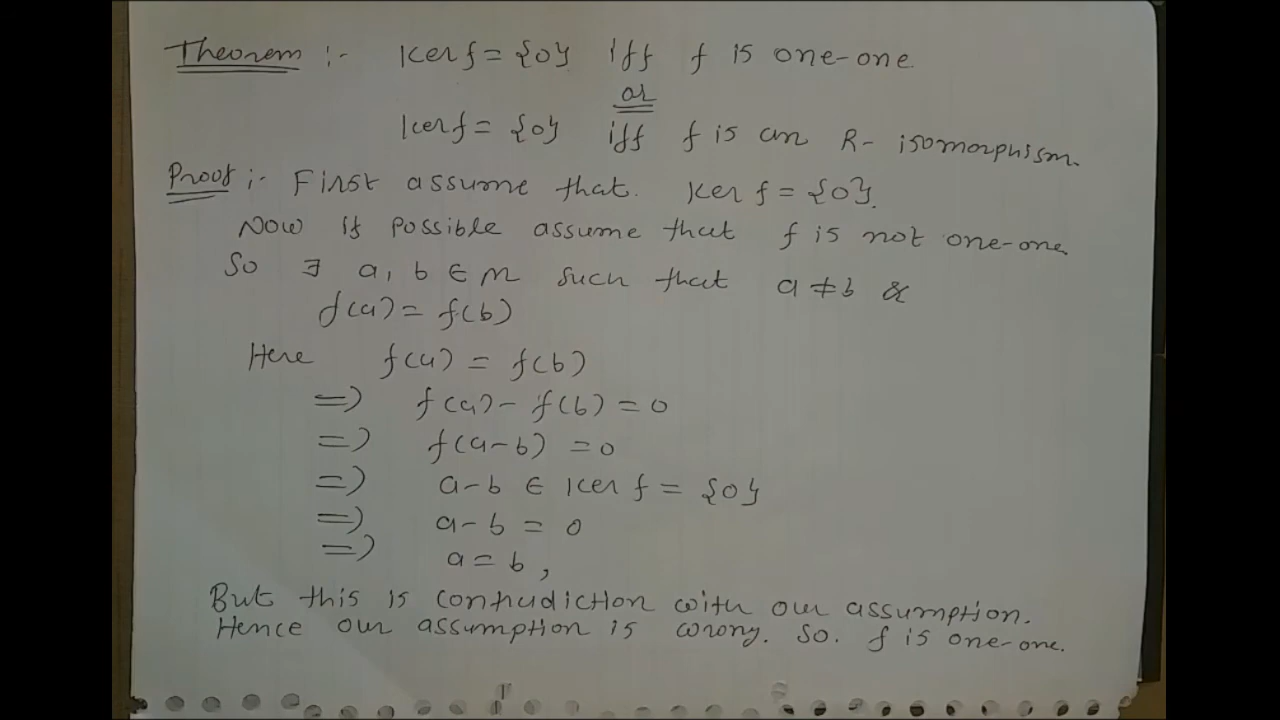 Theorem :- Ker f = {0} iff f is one-one
or
Ker f = {0} iff f is an R-isomorphism.
Proof :- First assume that. Ker f = {0}.
Now if possible assume that f is not one-one.
So ∃ a, b ∈ M such that a ≠ b &
f(a) = f(b)
Here f(a) = f(b)
=> f(a) - f(b) = 0
=> f(a-b) = 0
=> a-b ∈ Ker f = {0}
=> a-b = 0
=> a = b,
But this is contradiction with our assumption.
Hence our assumption is wrong. So. f is one-one.